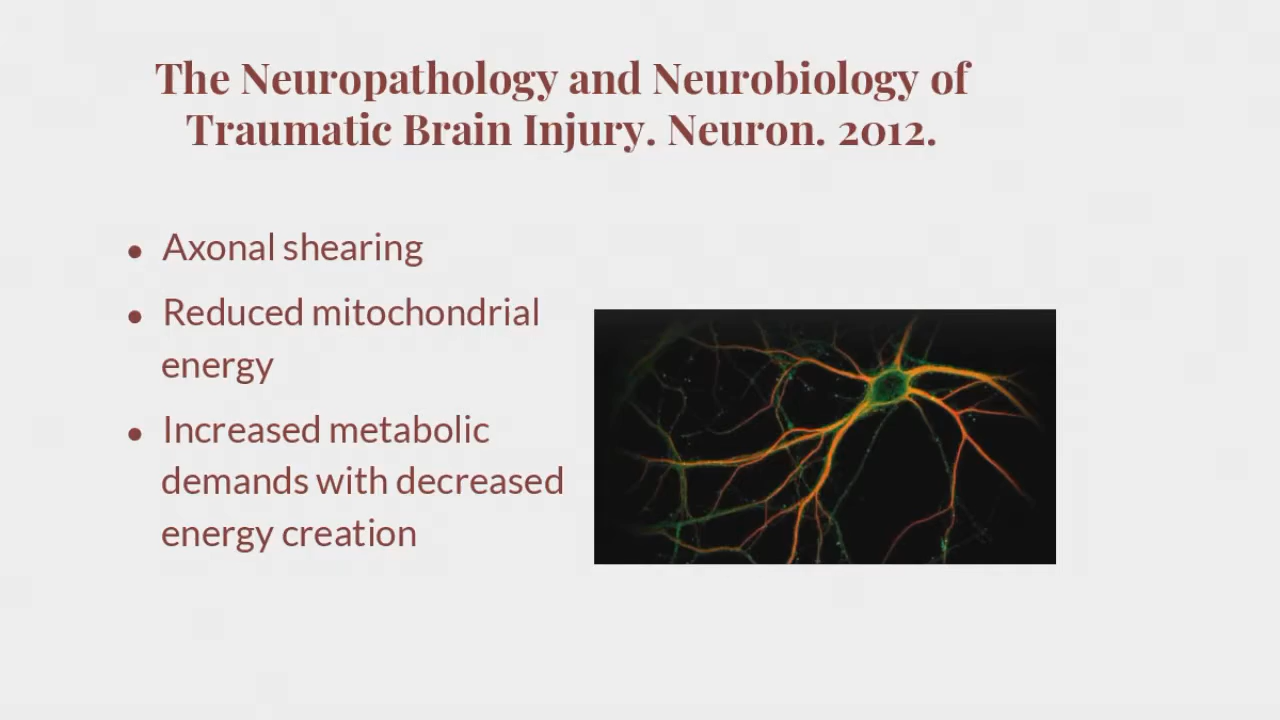 The Neuropathology and Neurobiology of
Traumatic Brain Injury. Neuron. 2012.
• Axonal shearing
• Reduced mitochondrial
energy
• Increased metabolic
demands with decreased
energy creation